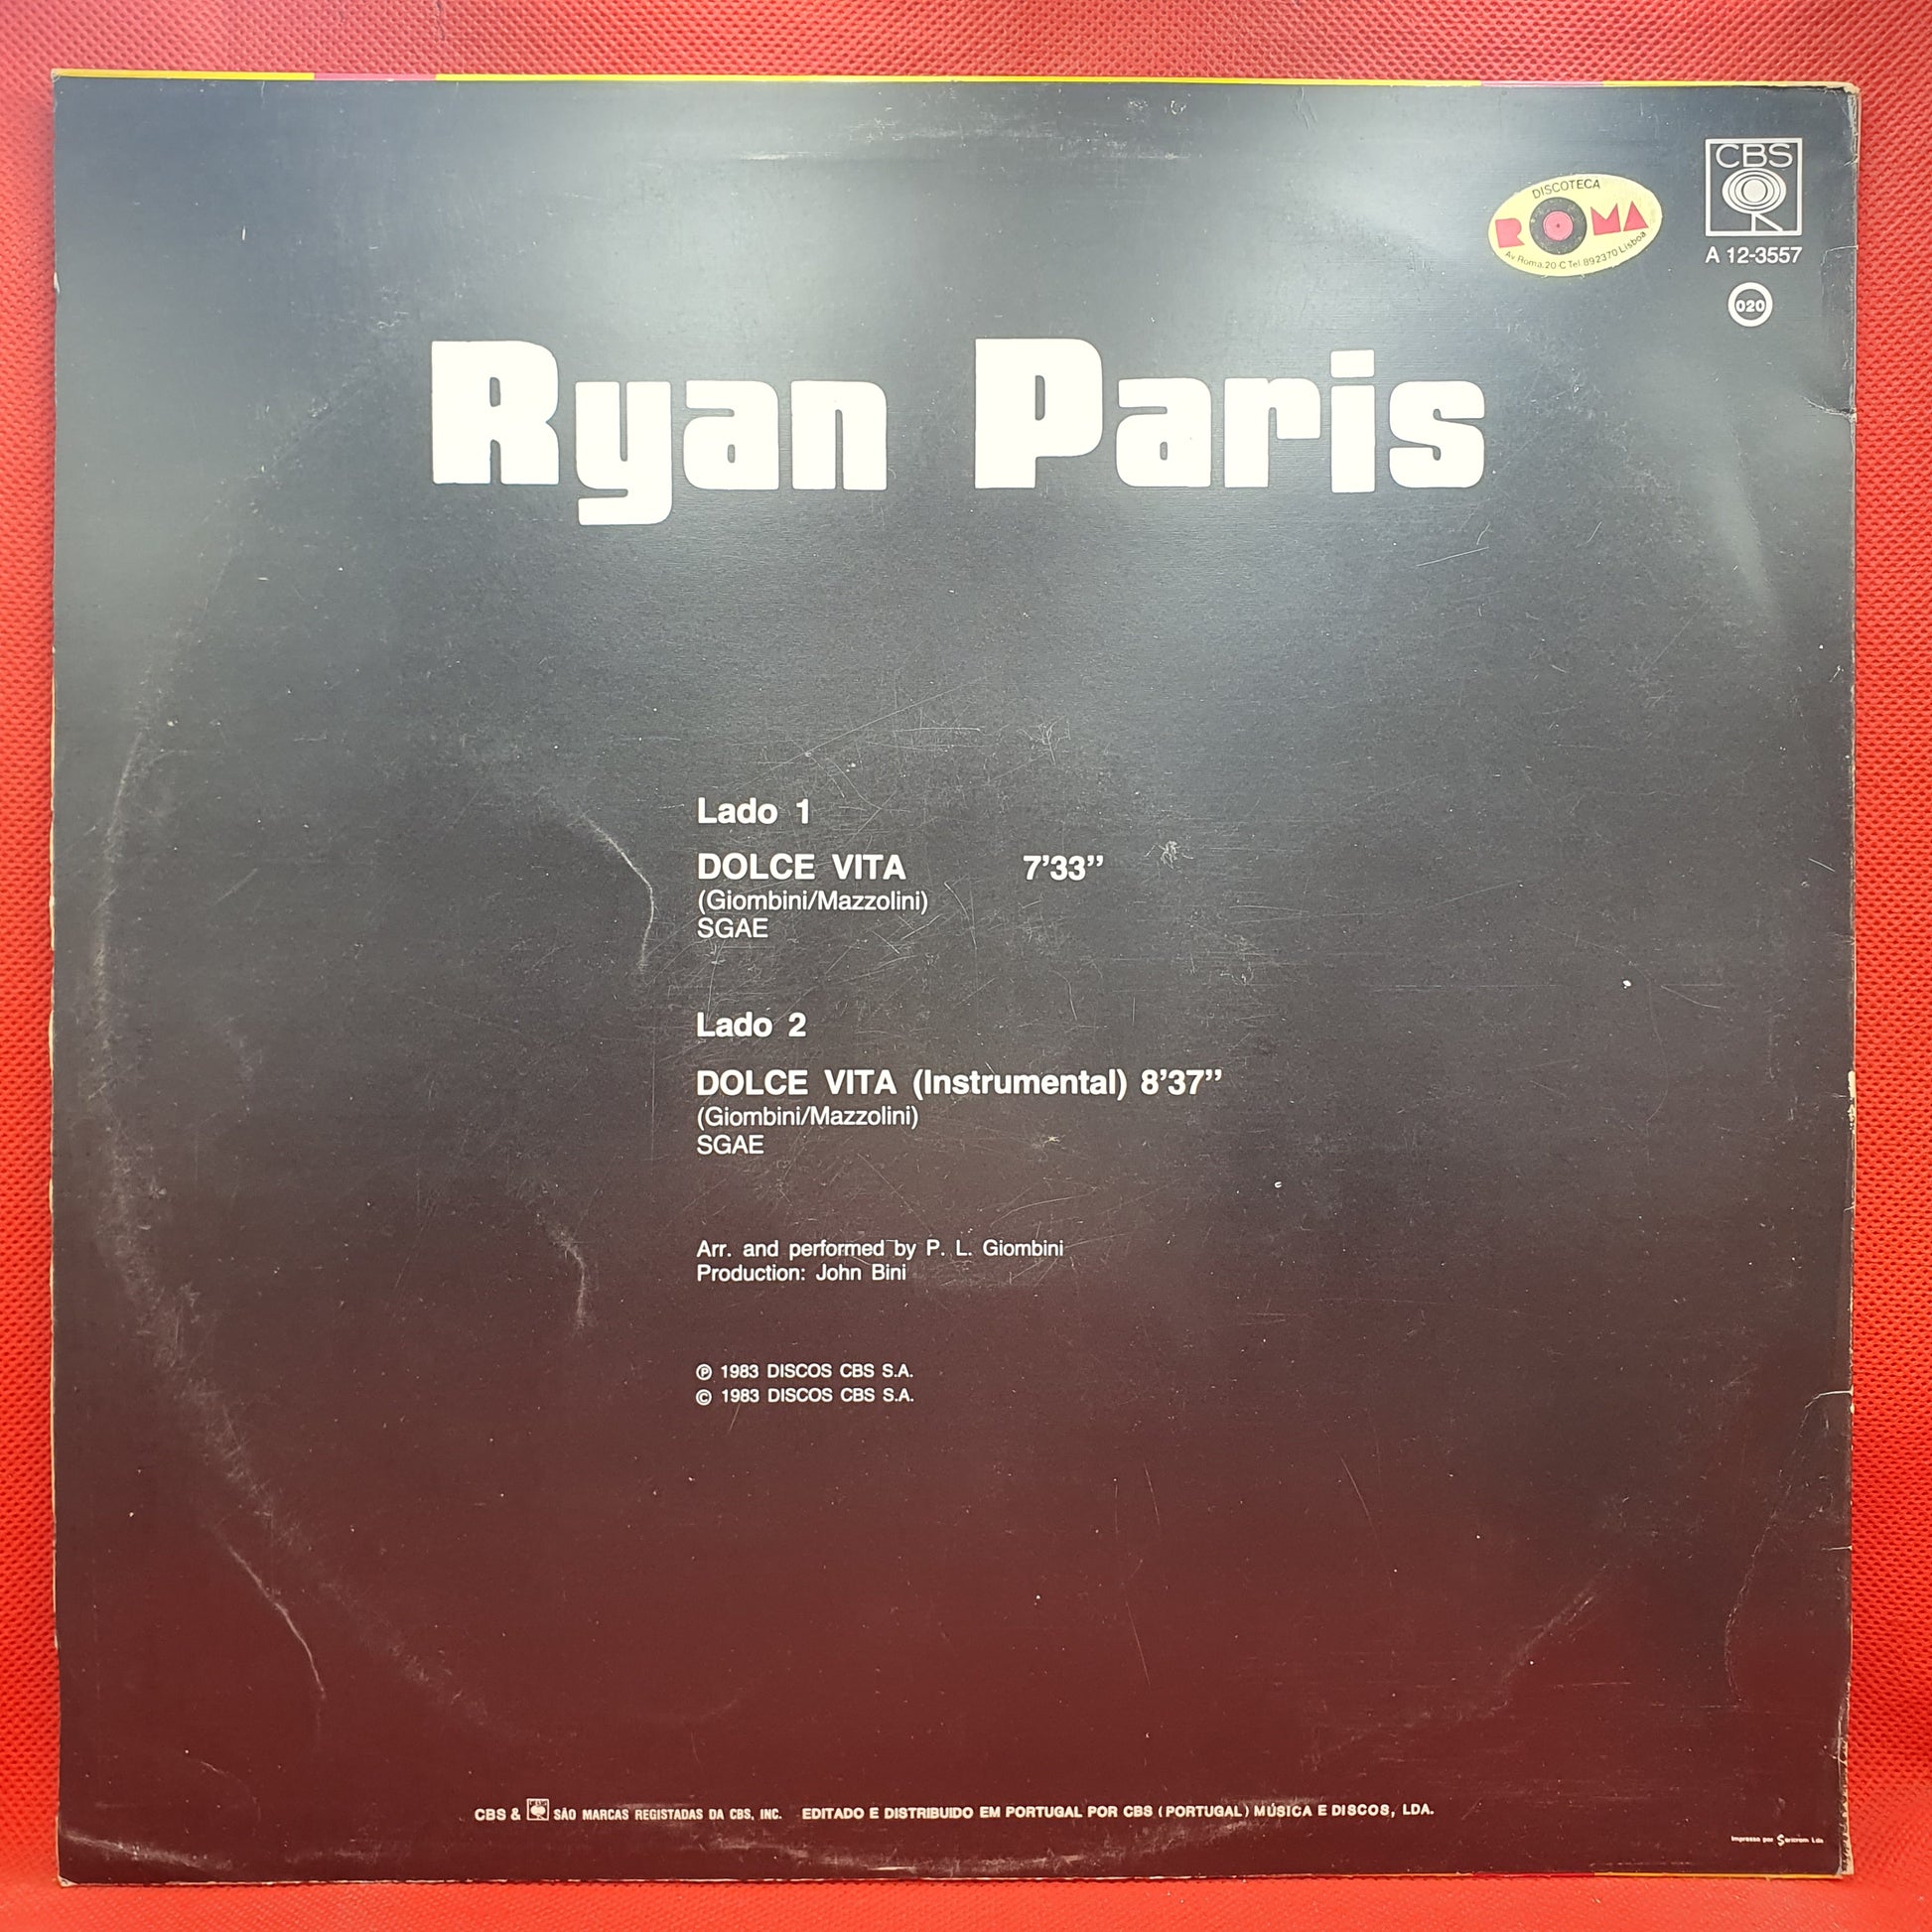 CBS
A 12-3557
020
DISCOTECA
ROMA
Av. Roma, 20-C Tel. 892370 Lisboa
Ryan Paris
Lado 1
DOLCE VITA 7’33’’
(Giombini/Mazzolini)
SGAE
Lado 2
DOLCE VITA (Instrumental) 8’37’’
(Giombini/Mazzolini)
SGAE
Arr. and performed by P. L. Giombini
Production: John Bini
℗ 1983 DISCOS CBS S.A.
© 1983 DISCOS CBS S.A.
CBS & SÃO MARCAS REGISTADAS DA CBS, INC. EDITADO E DISTRIBUIDO EM PORTUGAL POR CBS (PORTUGAL) MÚSICA E DISCOS, LDA.
Impresso por